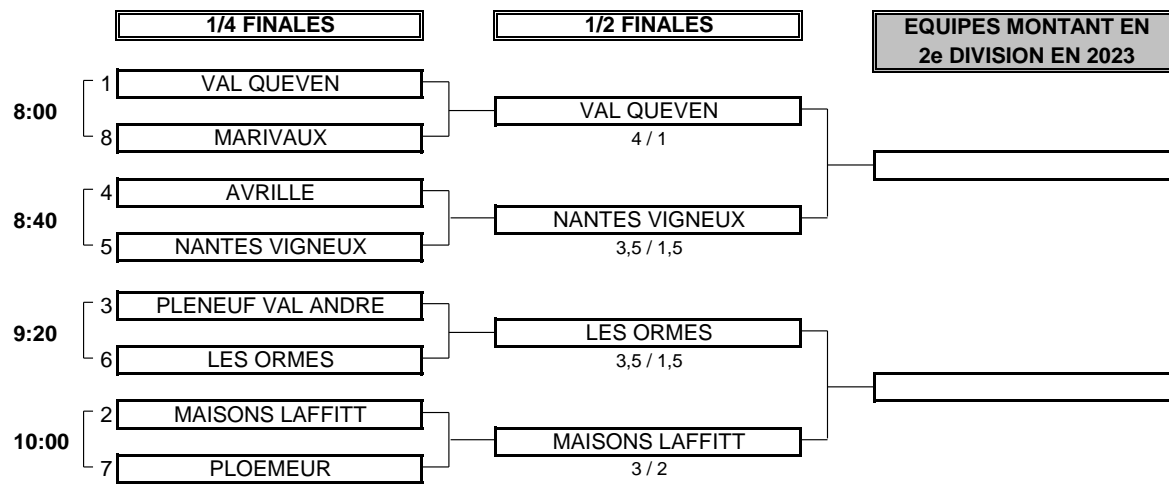 1/4 FINALES
1/2 FINALES
EQUIPES MONTANT EN
2e DIVISION EN 2023
8:00
1 VAL QUEVEN
8 MARIVAUX
VAL QUEVEN
4 / 1
8:40
4 AVRILLE
5 NANTES VIGNEUX
NANTES VIGNEUX
3,5 / 1,5
9:20
3 PLENEUF VAL ANDRE
6 LES ORMES
LES ORMES
3,5 / 1,5
10:00
2 MAISONS LAFFITT
7 PLOEMEUR
MAISONS LAFFITT
3 / 2